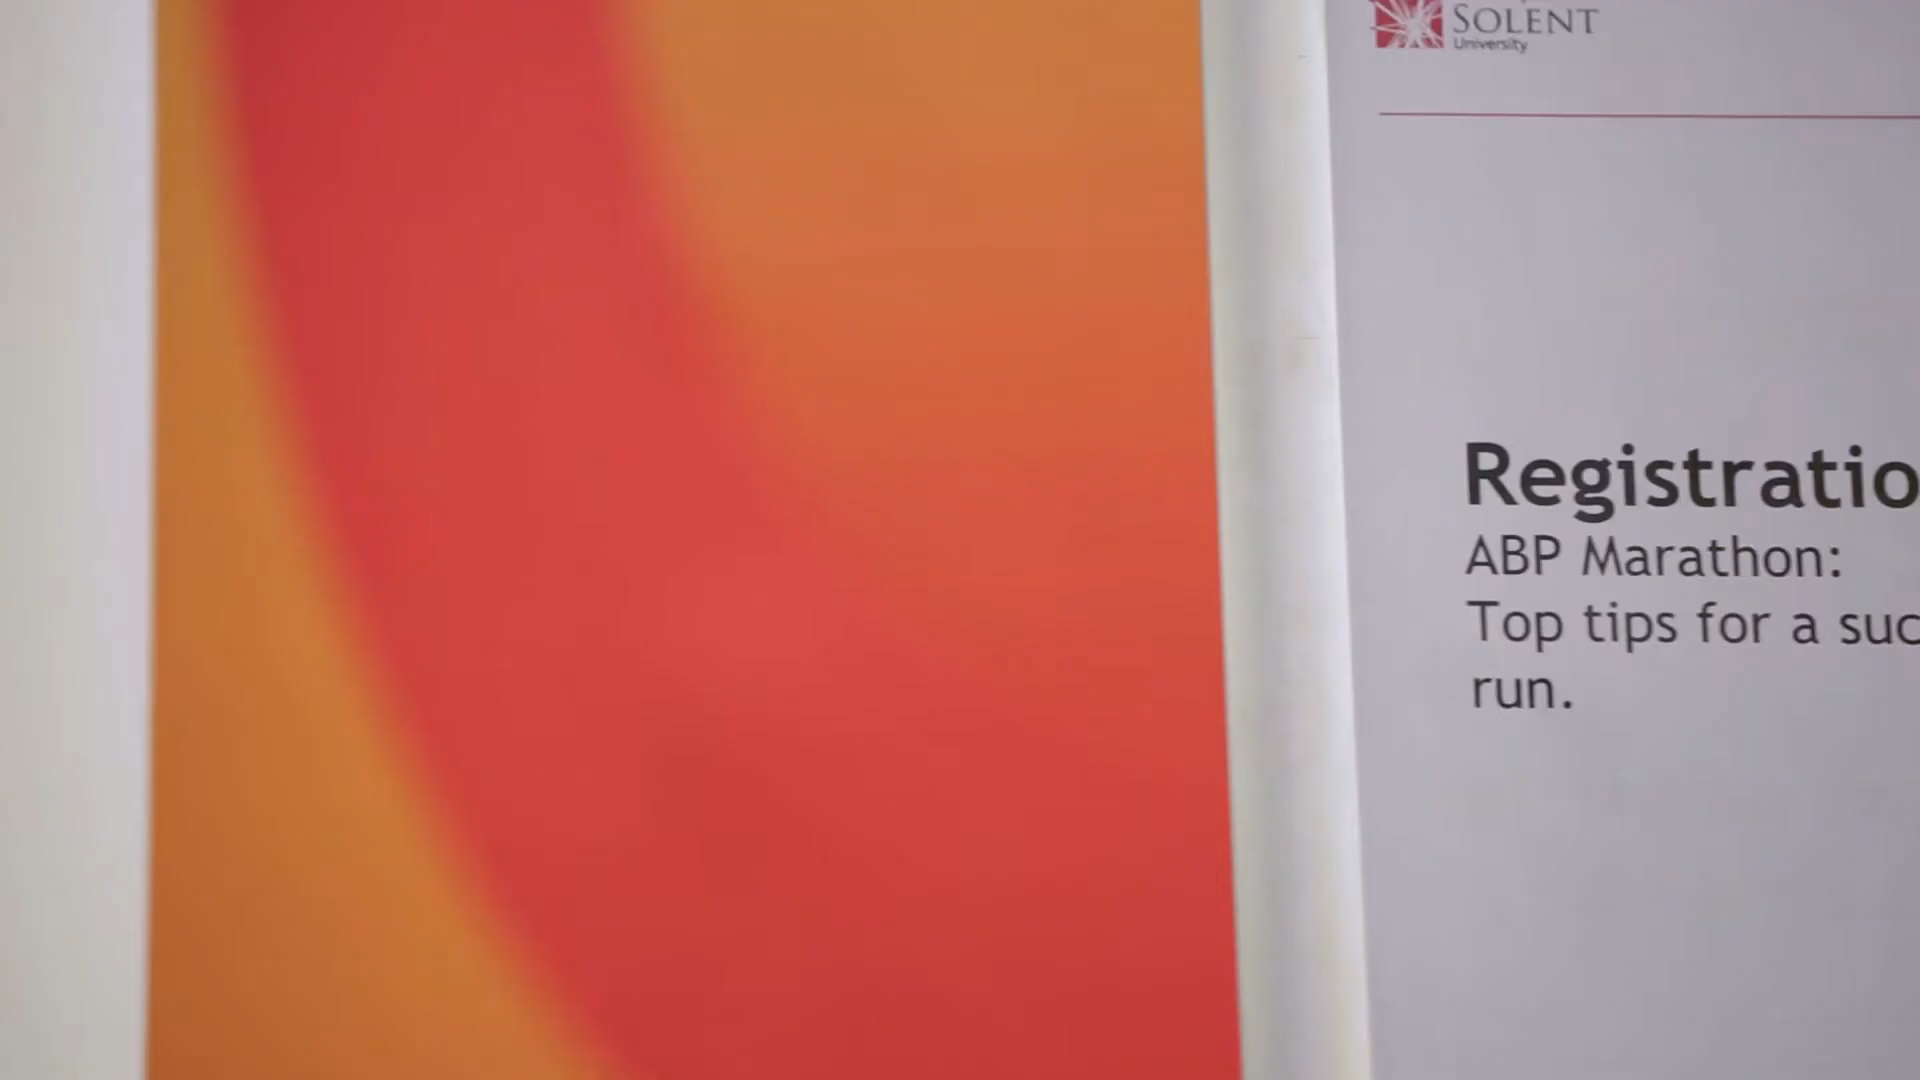 SOLENT
University
Registratio
ABP Marathon:
Top tips for a suc
run.